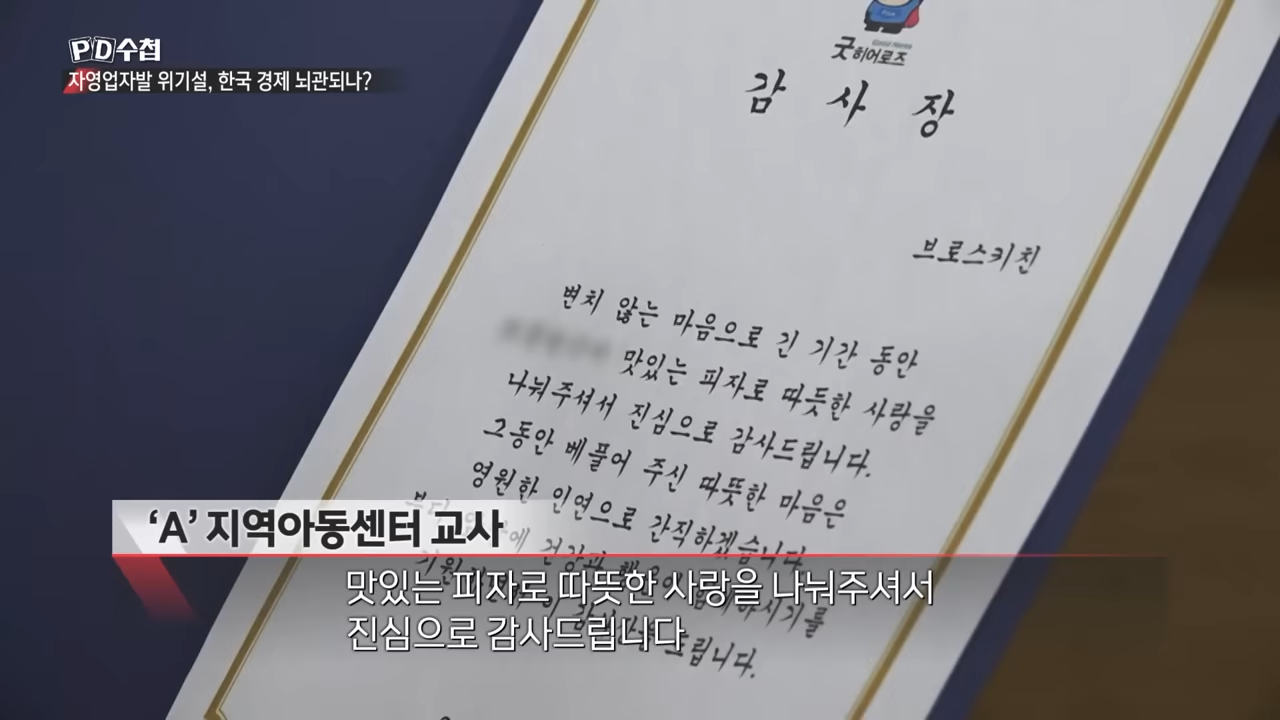 PD수첩
자영업자발 위기설, 한국 경제 뇌관되나?
굿히어로즈
감 사 장
브로스키친
변치 않는 마음으로 긴 기간 동안
맛있는 피자로 따듯한 사랑을
나눠주셔서 진심으로 감사드립니다.
그동안 베풀어 주신 따뜻한 마음은
영원한 인연으로 간직하겠습니다
드립니다.
'A' 지역아동센터 교사
맛있는 피자로 따뜻한 사랑을 나눠주셔서
진심으로 감사드립니다